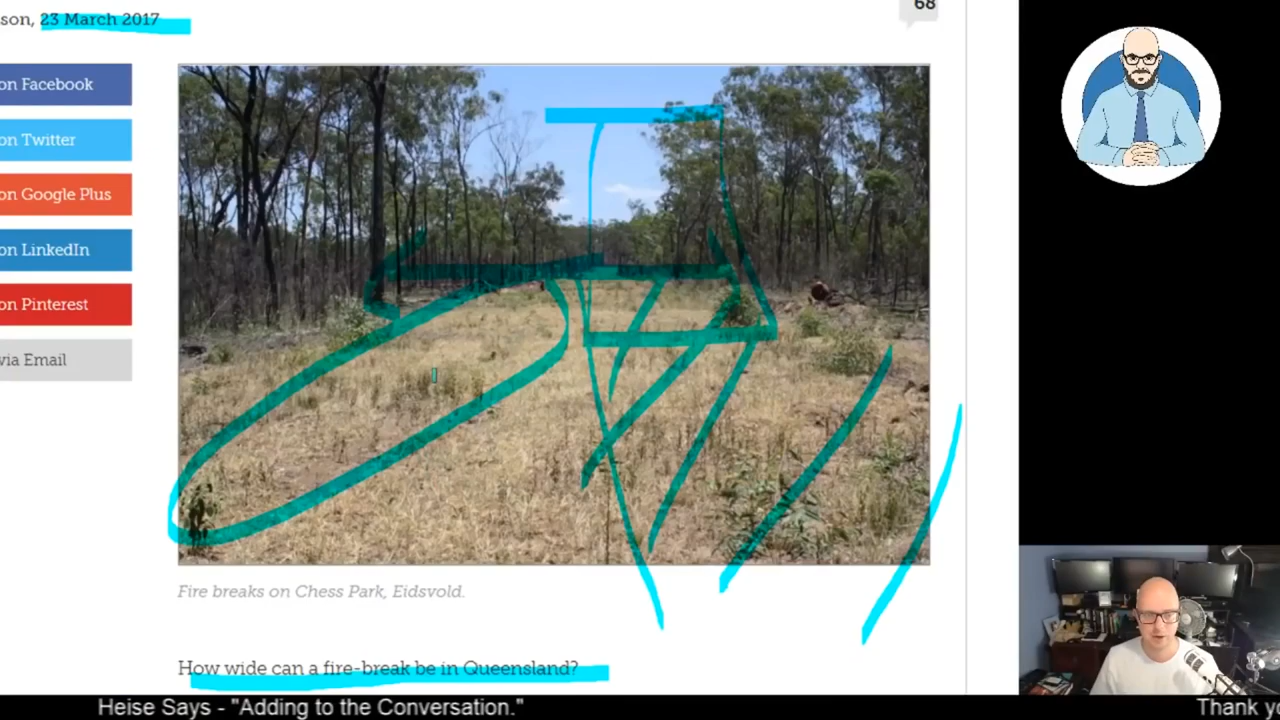 son, 23 March 2017
68
on Facebook
on Twitter
on Google Plus
on LinkedIn
on Pinterest
via Email
Fire breaks on Chess Park, Eidsvold.
How wide can a fire-break be in Queensland?
Heise Says - "Adding to the Conversation."
Thank yo